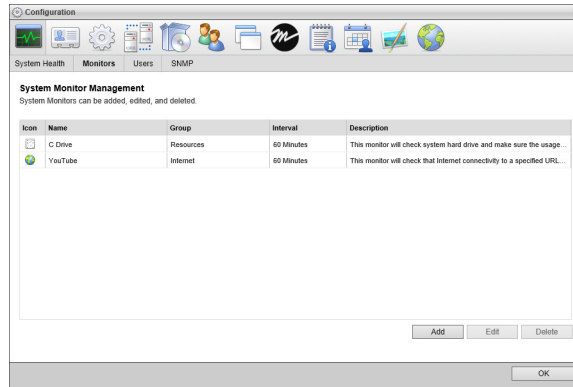 Configuration
System Health Monitors Users SNMP
System Monitor Management
System Monitors can be added, edited, and deleted.
Icon Name Group Interval Description
C Drive Resources 60 Minutes This monitor will check system hard drive and make sure the usage...
YouTube Internet 60 Minutes This monitor will check that Internet connectivity to a specified URL...
Add Edit Delete
OK